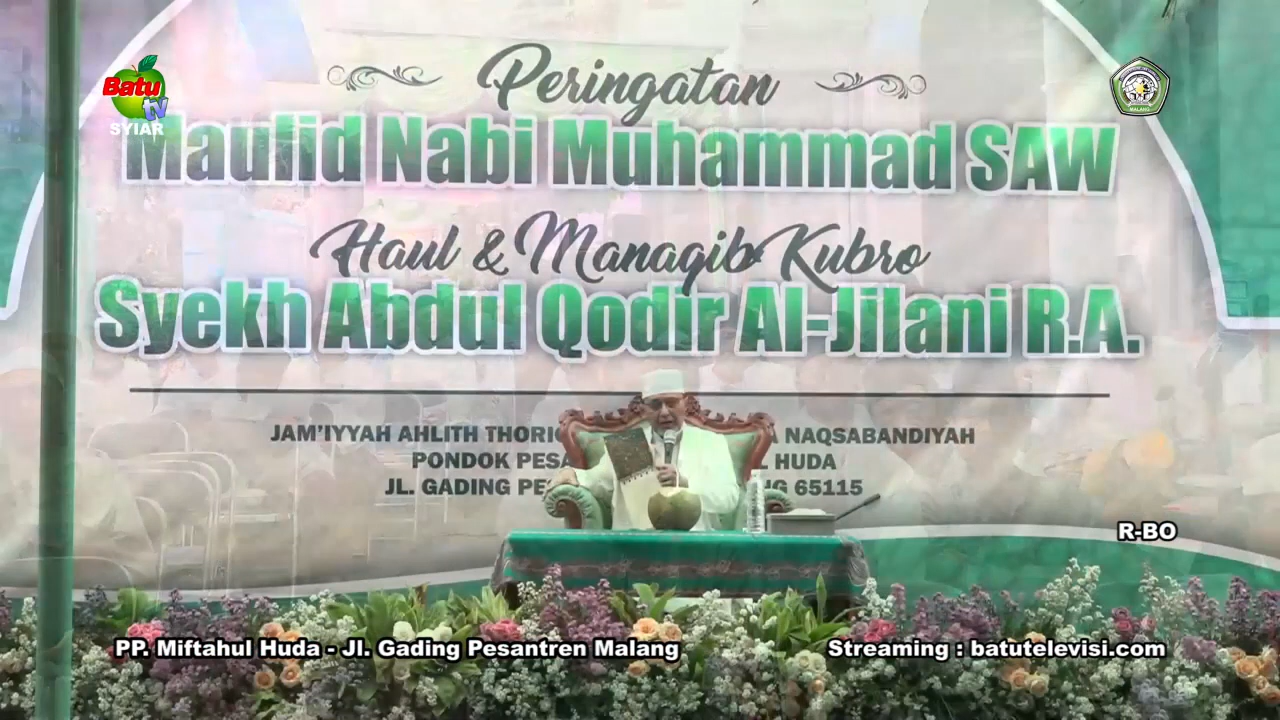 Batu
tv
SYIAR
MALANG
Peringatan
Maulid Nabi Muhammad SAW
Haul & Manaqib Kubro
Syekh Abdul Qodir Al-Jilani R.A.
JAM'IYYAH AHLITH THORIQ A NAQSABANDIYAH
PONDOK PESA L HUDA
JL. GADING PE NG 65115
R-BO
PP. Miftahul Huda - Jl. Gading Pesantren Malang
Streaming : batutelevisi.com